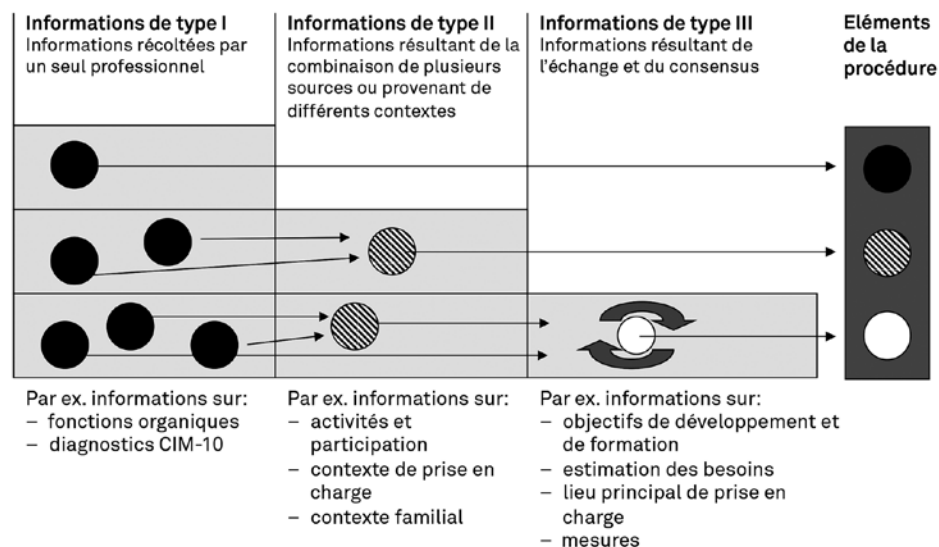 Informations de type I
Informations récoltées par
un seul professionnel
Informations de type II
Informations résultant de la
combinaison de plusieurs
sources ou provenant de
différents contextes
Informations de type III
Informations résultant de
l'échange et du consensus
Eléments
de la
procédure
Par ex. informations sur:
– fonctions organiques
– diagnostics CIM-10
Par ex. informations sur:
– activités et
participation
– contexte de prise en
charge
– contexte familial
Par ex. informations sur:
– objectifs de développement et
de formation
– estimation des besoins
– lieu principal de prise en
charge
– mesures